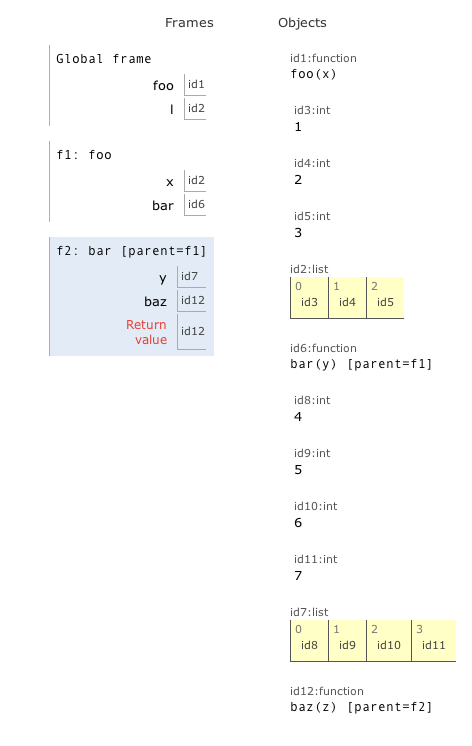 Frames Objects
Global frame
foo id1
l id2
f1: foo
x id2
bar id6
f2: bar [parent=f1]
y id7
baz id12
Return
value id12
id1:function
foo(x)
id3:int
1
id4:int
2
id5:int
3
id2:list
0 1 2
id3 id4 id5
id6:function
bar(y) [parent=f1]
id8:int
4
id9:int
5
id10:int
6
id11:int
7
id7:list
0 1 2 3
id8 id9 id10 id11
id12:function
baz(z) [parent=f2]